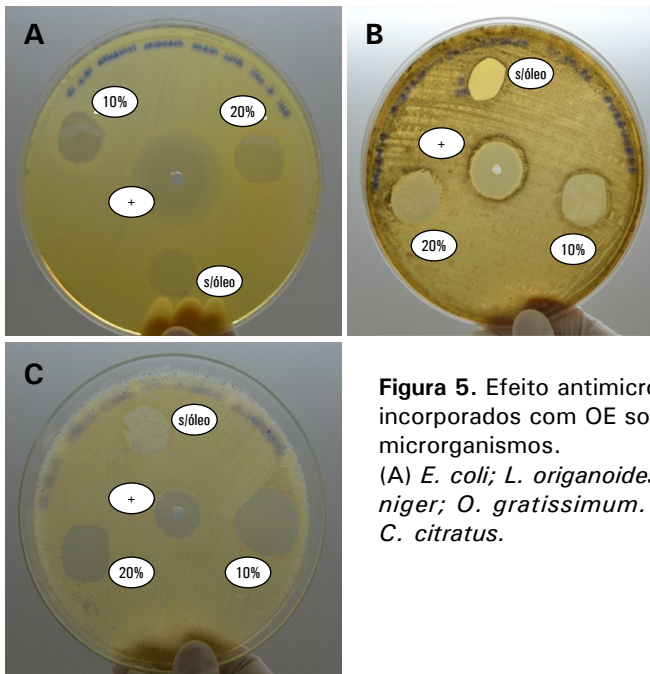 A
10%
20%
+
s/óleo
B
s/óleo
+
20%
10%
C
s/óleo
+
20%
10%
Figura 5. Efeito antimicro
incorporados com OE so
microrganismos.
(A) E. coli; L. origanoides
niger; O. gratissimum.
C. citratus.